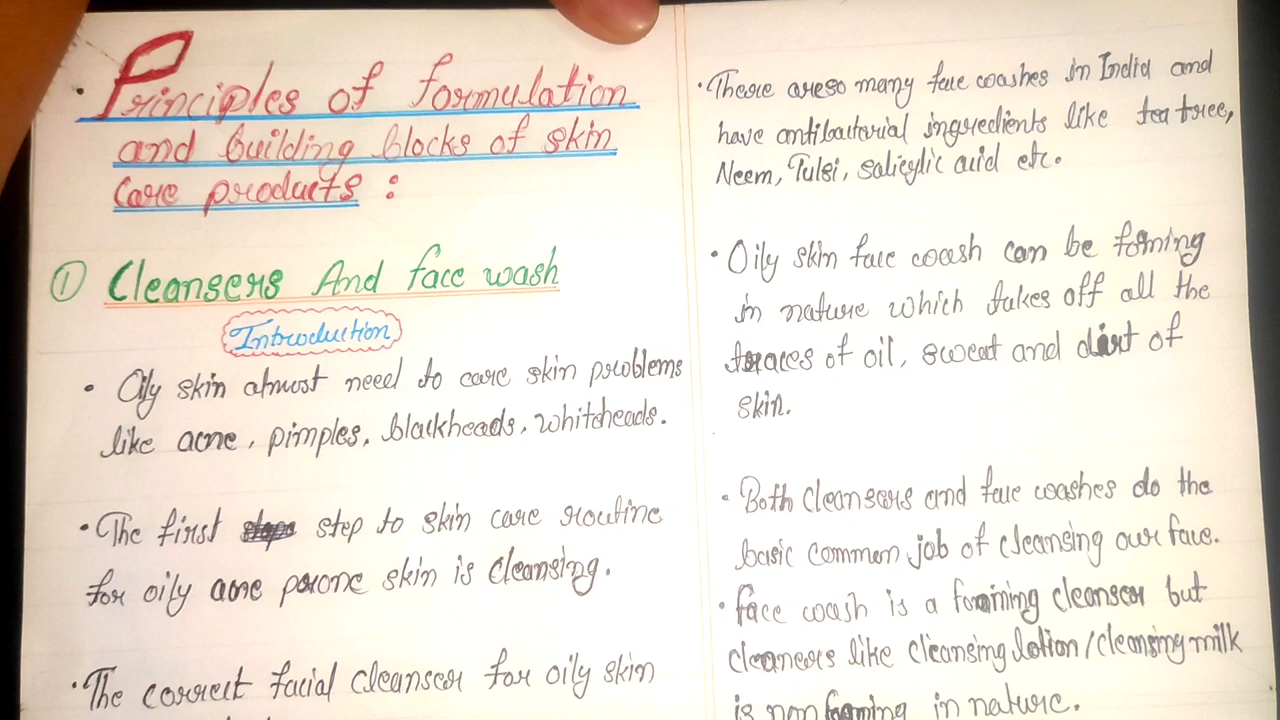 Principles of formulation
and building blocks of skin
care products :
① Cleansers And face wash
Introduction
• Oily skin almost need to care skin problems
like acne, pimples, blackheads, whiteheads.
• The first step to skin care routine
for oily acne prone skin is cleansing.
• The correct facial cleanser for oily skin
• There are so many face washes in India and
have antibacterial ingredients like tea tree,
Neem, Tulsi, salicylic acid etc.
• Oily skin face wash can be foming
in nature which takes off all the
traces of oil, sweat and dirt of
skin.
• Both cleansers and face washes do the
basic common job of cleansing our face.
• face wash is a foming cleanser but
cleaners like cleansing lotion/cleansing milk
is non foming in nature.